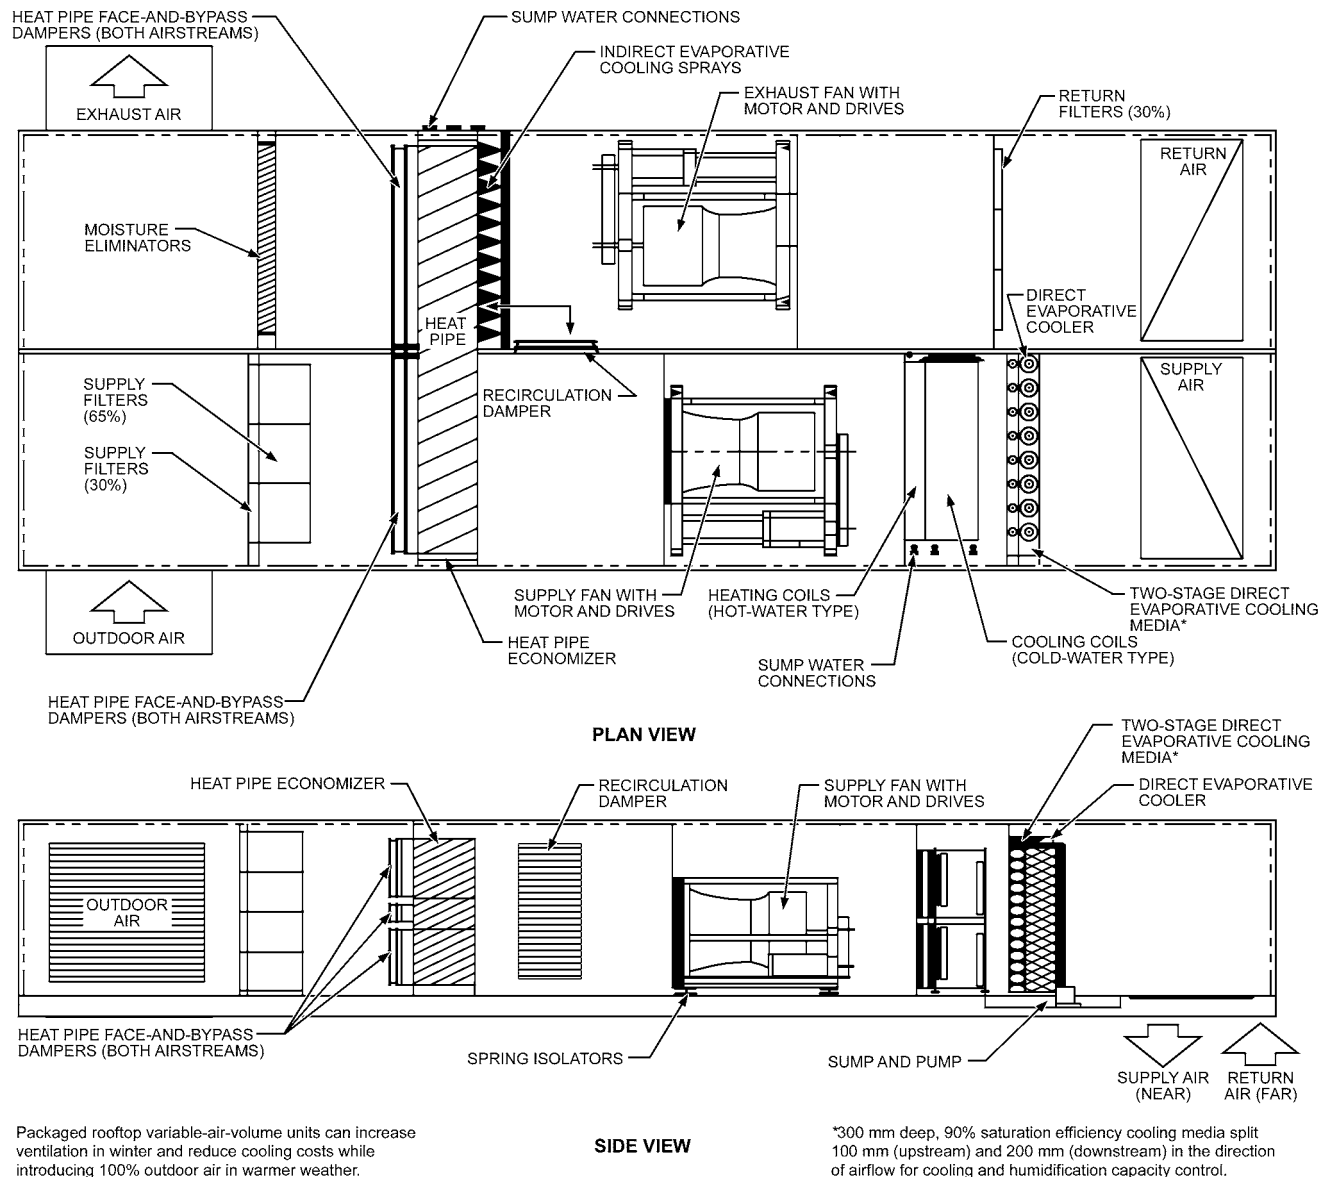 HEAT PIPE FACE-AND-BYPASS
DAMPERS (BOTH AIRSTREAMS)
SUMP WATER CONNECTIONS
INDIRECT EVAPORATIVE
COOLING SPRAYS
EXHAUST FAN WITH
MOTOR AND DRIVES
RETURN
FILTERS (30%)
EXHAUST AIR
RETURN
AIR
MOISTURE
ELIMINATORS
DIRECT
EVAPORATIVE
COOLER
HEAT
PIPE
SUPPLY
FILTERS
(65%)
RECIRCULATION
DAMPER
SUPPLY
AIR
SUPPLY
FILTERS
(30%)
SUPPLY FAN WITH
MOTOR AND DRIVES
HEATING COILS
(HOT-WATER TYPE)
TWO-STAGE DIRECT
EVAPORATIVE COOLING
MEDIA*
OUTDOOR AIR
HEAT PIPE
ECONOMIZER
COOLING COILS
(COLD-WATER TYPE)
SUMP WATER
CONNECTIONS
HEAT PIPE FACE-AND-BYPASS
DAMPERS (BOTH AIRSTREAMS)
PLAN VIEW
TWO-STAGE DIRECT
EVAPORATIVE COOLING
MEDIA*
HEAT PIPE ECONOMIZER
RECIRCULATION
DAMPER
SUPPLY FAN WITH
MOTOR AND DRIVES
DIRECT EVAPORATIVE
COOLER
OUTDOOR
AIR
HEAT PIPE FACE-AND-BYPASS
DAMPERS (BOTH AIRSTREAMS)
SPRING ISOLATORS
SUMP AND PUMP
SUPPLY AIR
(NEAR)
RETURN
AIR (FAR)
Packaged rooftop variable-air-volume units can increase
ventilation in winter and reduce cooling costs while
introducing 100% outdoor air in warmer weather.
SIDE VIEW
*300 mm deep, 90% saturation efficiency cooling media split
100 mm (upstream) and 200 mm (downstream) in the direction
of airflow for cooling and humidification capacity control.